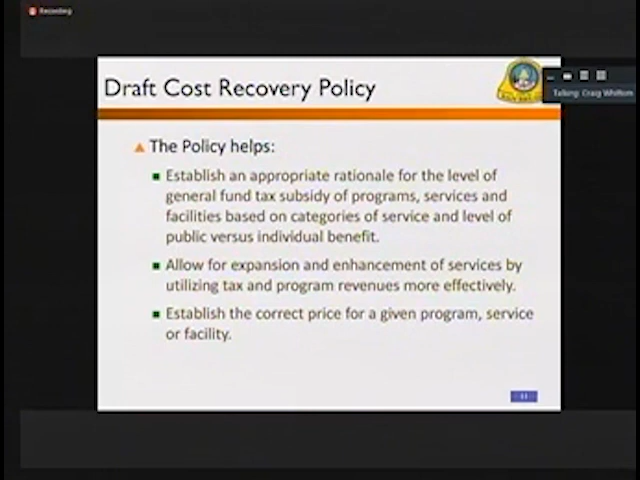 Recording
Draft Cost Recovery Policy
Talking: Craig Whittom
The Policy helps:
Establish an appropriate rationale for the level of
general fund tax subsidy of programs, services and
facilities based on categories of service and level of
public versus individual benefit.
Allow for expansion and enhancement of services by
utilizing tax and program revenues more effectively.
Establish the correct price for a given program, service
or facility.